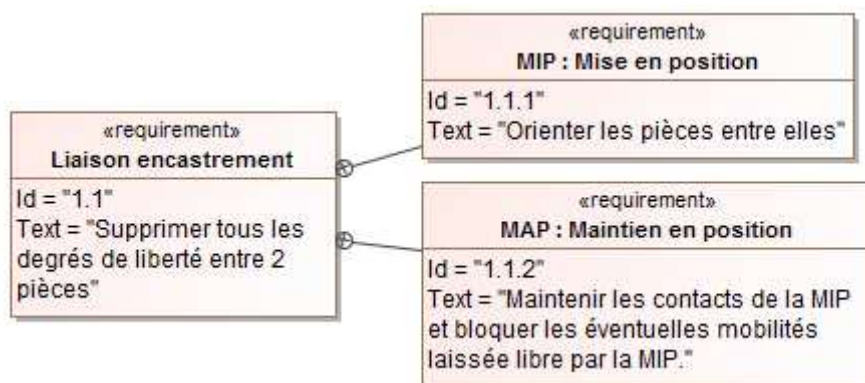 «requirement»
MIP : Mise en position
Id = "1.1.1"
Text = "Orienter les pièces entre elles"
«requirement»
Liaison encastrement
Id = "1.1"
Text = "Supprimer tous les
degrés de liberté entre 2
pièces"
«requirement»
MAP : Maintien en position
Id = "1.1.2"
Text = "Maintenir les contacts de la MIP
et bloquer les éventuelles mobilités
laissée libre par la MIP."